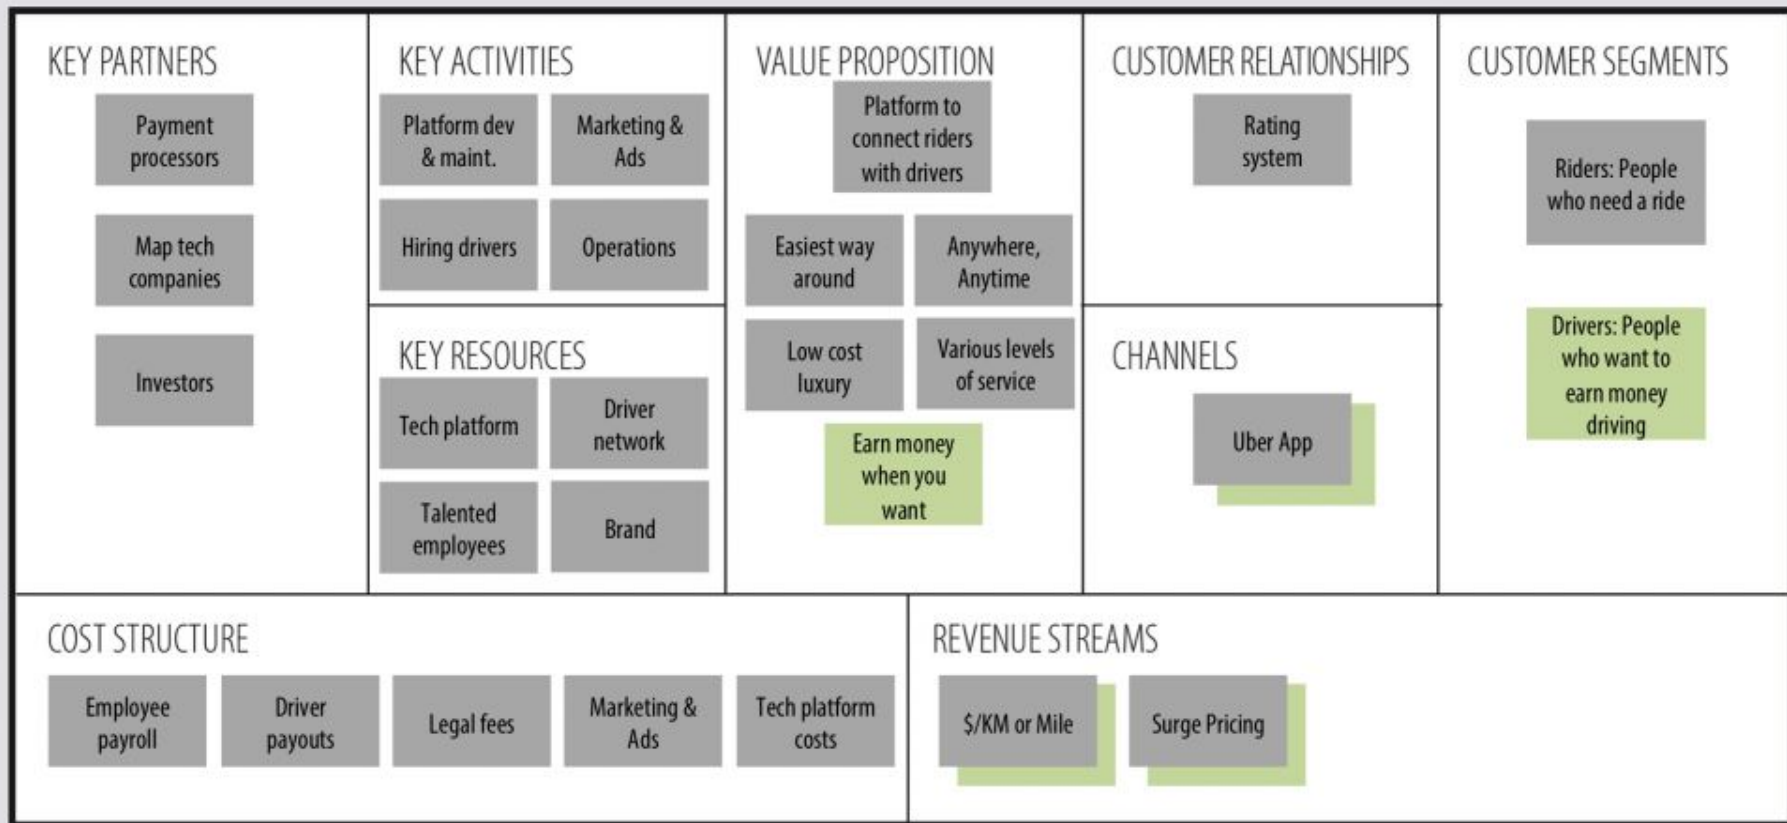 KEY PARTNERS
Payment
processors
Map tech
companies
Investors
KEY ACTIVITIES
Platform dev
& maint.
Marketing &
Ads
Hiring drivers
Operations
KEY RESOURCES
Tech platform
Driver
network
Talented
employees
Brand
VALUE PROPOSITION
Platform to
connect riders
with drivers
Easiest way
around
Anywhere,
Anytime
Low cost
luxury
Various levels
of service
Earn money
when you
want
CUSTOMER RELATIONSHIPS
Rating
system
CHANNELS
Uber App
CUSTOMER SEGMENTS
Riders: People
who need a ride
Drivers: People
who want to
earn money
driving
COST STRUCTURE
Employee
payroll
Driver
payouts
Legal fees
Marketing &
Ads
Tech platform
costs
REVENUE STREAMS
$/KM or Mile
Surge Pricing